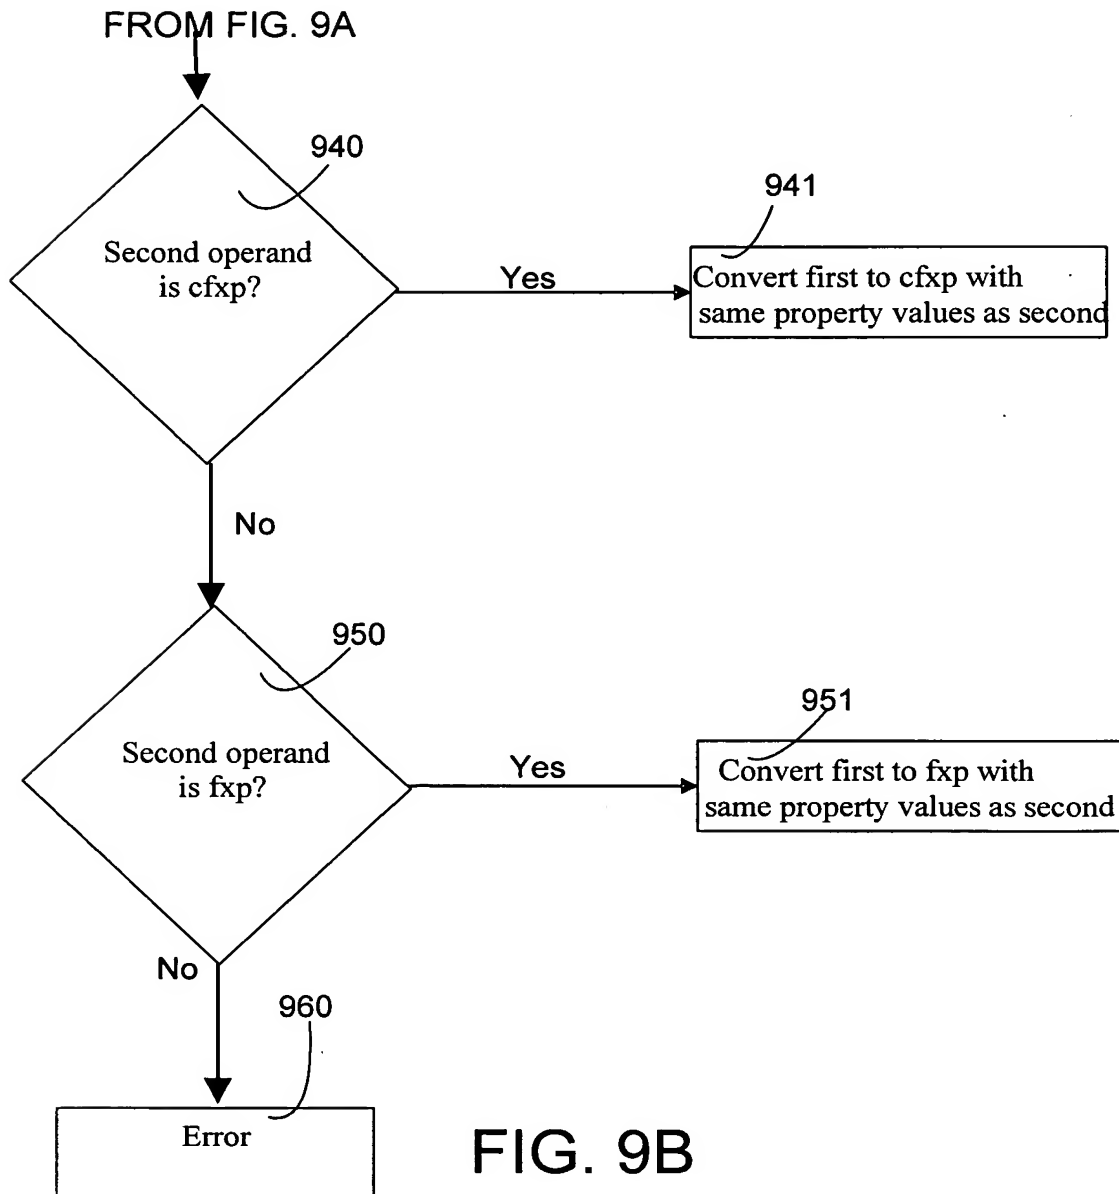 FROM FIG. 9A
940
Second operand
is cfxp?
Yes
941
Convert first to cfxp with
same property values as second
No
950
Second operand
is fxp?
Yes
951
Convert first to fxp with
same property values as second
No
960
Error
FIG. 9B